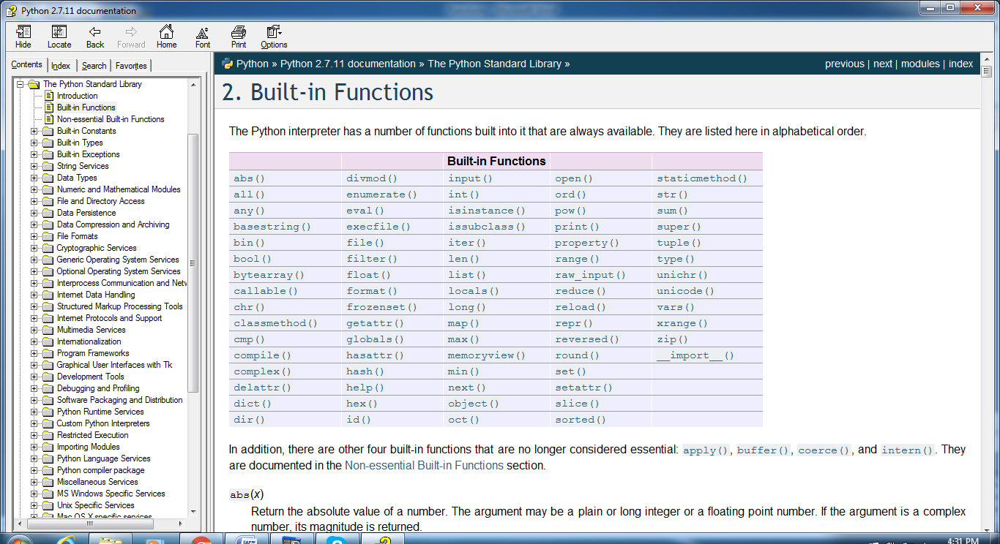 Python 2.7.11 documentation
Hide Locate Back Forward Home Font Print Options
Contents Index Search Favorites
The Python Standard Library
Introduction
Built-in Functions
Non-essential Built-in Functions
Built-in Constants
Built-in Types
Built-in Exceptions
String Services
Data Types
Numeric and Mathematical Modules
File and Directory Access
Data Persistence
Data Compression and Archiving
File Formats
Cryptographic Services
Generic Operating System Services
Optional Operating System Services
Interprocess Communication and Netw
Internet Data Handling
Structured Markup Processing Tools
Internet Protocols and Support
Multimedia Services
Internationalization
Program Frameworks
Graphical User Interfaces with Tk
Development Tools
Debugging and Profiling
Software Packaging and Distribution
Python Runtime Services
Custom Python Interpreters
Restricted Execution
Importing Modules
Python Language Services
Python compiler package
Miscellaneous Services
MS Windows Specific Services
Unix Specific Services
Mac OS X specific services
Python » Python 2.7.11 documentation » The Python Standard Library » previous | next | modules | index
2. Built-in Functions
The Python interpreter has a number of functions built into it that are always available. They are listed here in alphabetical order.
Built-in Functions
abs() divmod() input() open() staticmethod()
all() enumerate() int() ord() str()
any() eval() isinstance() pow() sum()
basestring() execfile() issubclass() print() super()
bin() file() iter() property() tuple()
bool() filter() len() range() type()
bytearray() float() list() raw_input() unichr()
callable() format() locals() reduce() unicode()
chr() frozenset() long() reload() vars()
classmethod() getattr() map() repr() xrange()
cmp() globals() max() reversed() zip()
compile() hasattr() memoryview() round() __import__()
complex() hash() min() set()
delattr() help() next() setattr()
dict() hex() object() slice()
dir() id() oct() sorted()
In addition, there are other four built-in functions that are no longer considered essential: apply(), buffer(), coerce(), and intern(). They
are documented in the Non-essential Built-in Functions section.
abs(x)
Return the absolute value of a number. The argument may be a plain or long integer or a floating point number. If the argument is a complex
number, its magnitude is returned.
4:31 PM